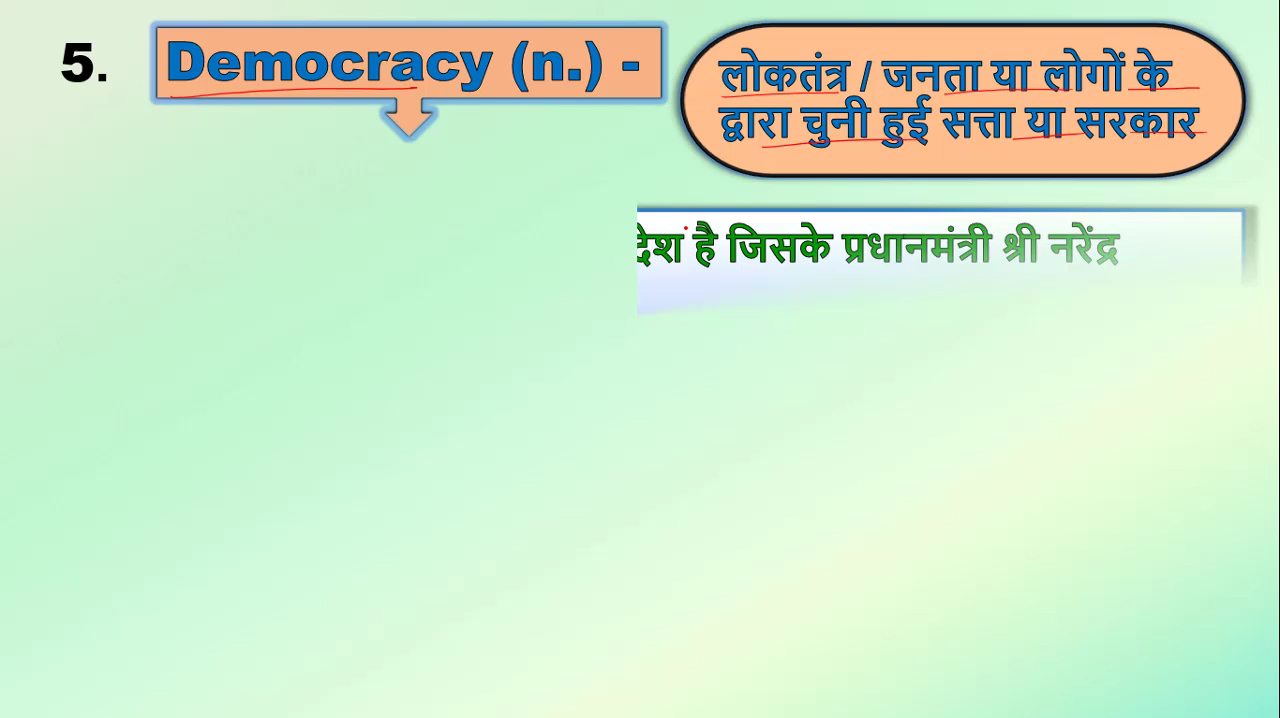 5. Democracy (n.) -
लोकतंत्र / जनता या लोगों के
द्वारा चुनी हुई सत्ता या सरकार
देश है जिसके प्रधानमंत्री श्री नरेंद्र